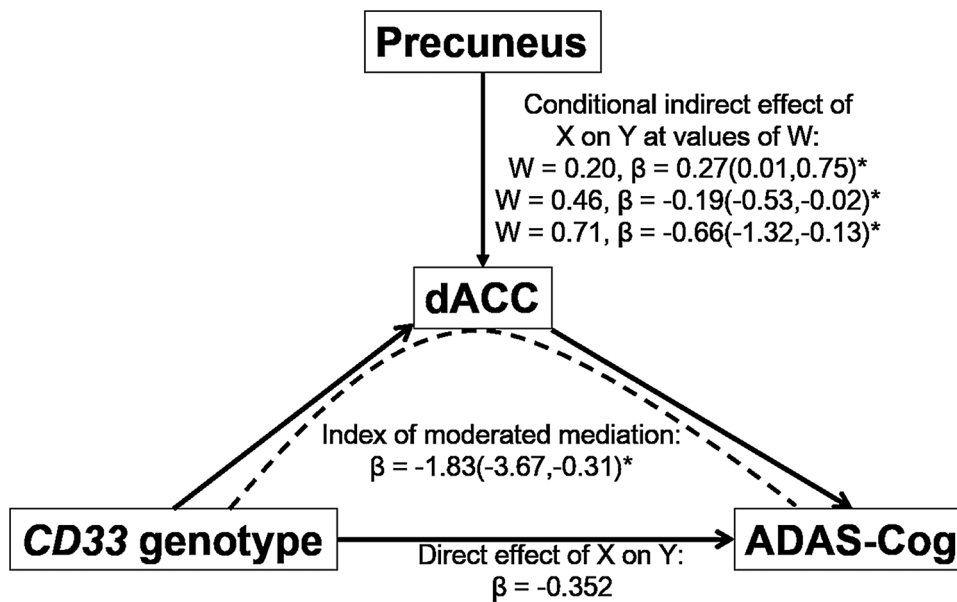 Precuneus
Conditional indirect effect of
X on Y at values of W:
W = 0.20, β = 0.27(0.01,0.75)*
W = 0.46, β = -0.19(-0.53,-0.02)*
W = 0.71, β = -0.66(-1.32,-0.13)*
dACC
Index of moderated mediation:
β = -1.83(-3.67,-0.31)*
CD33 genotype
ADAS-Cog
Direct effect of X on Y:
β = -0.352